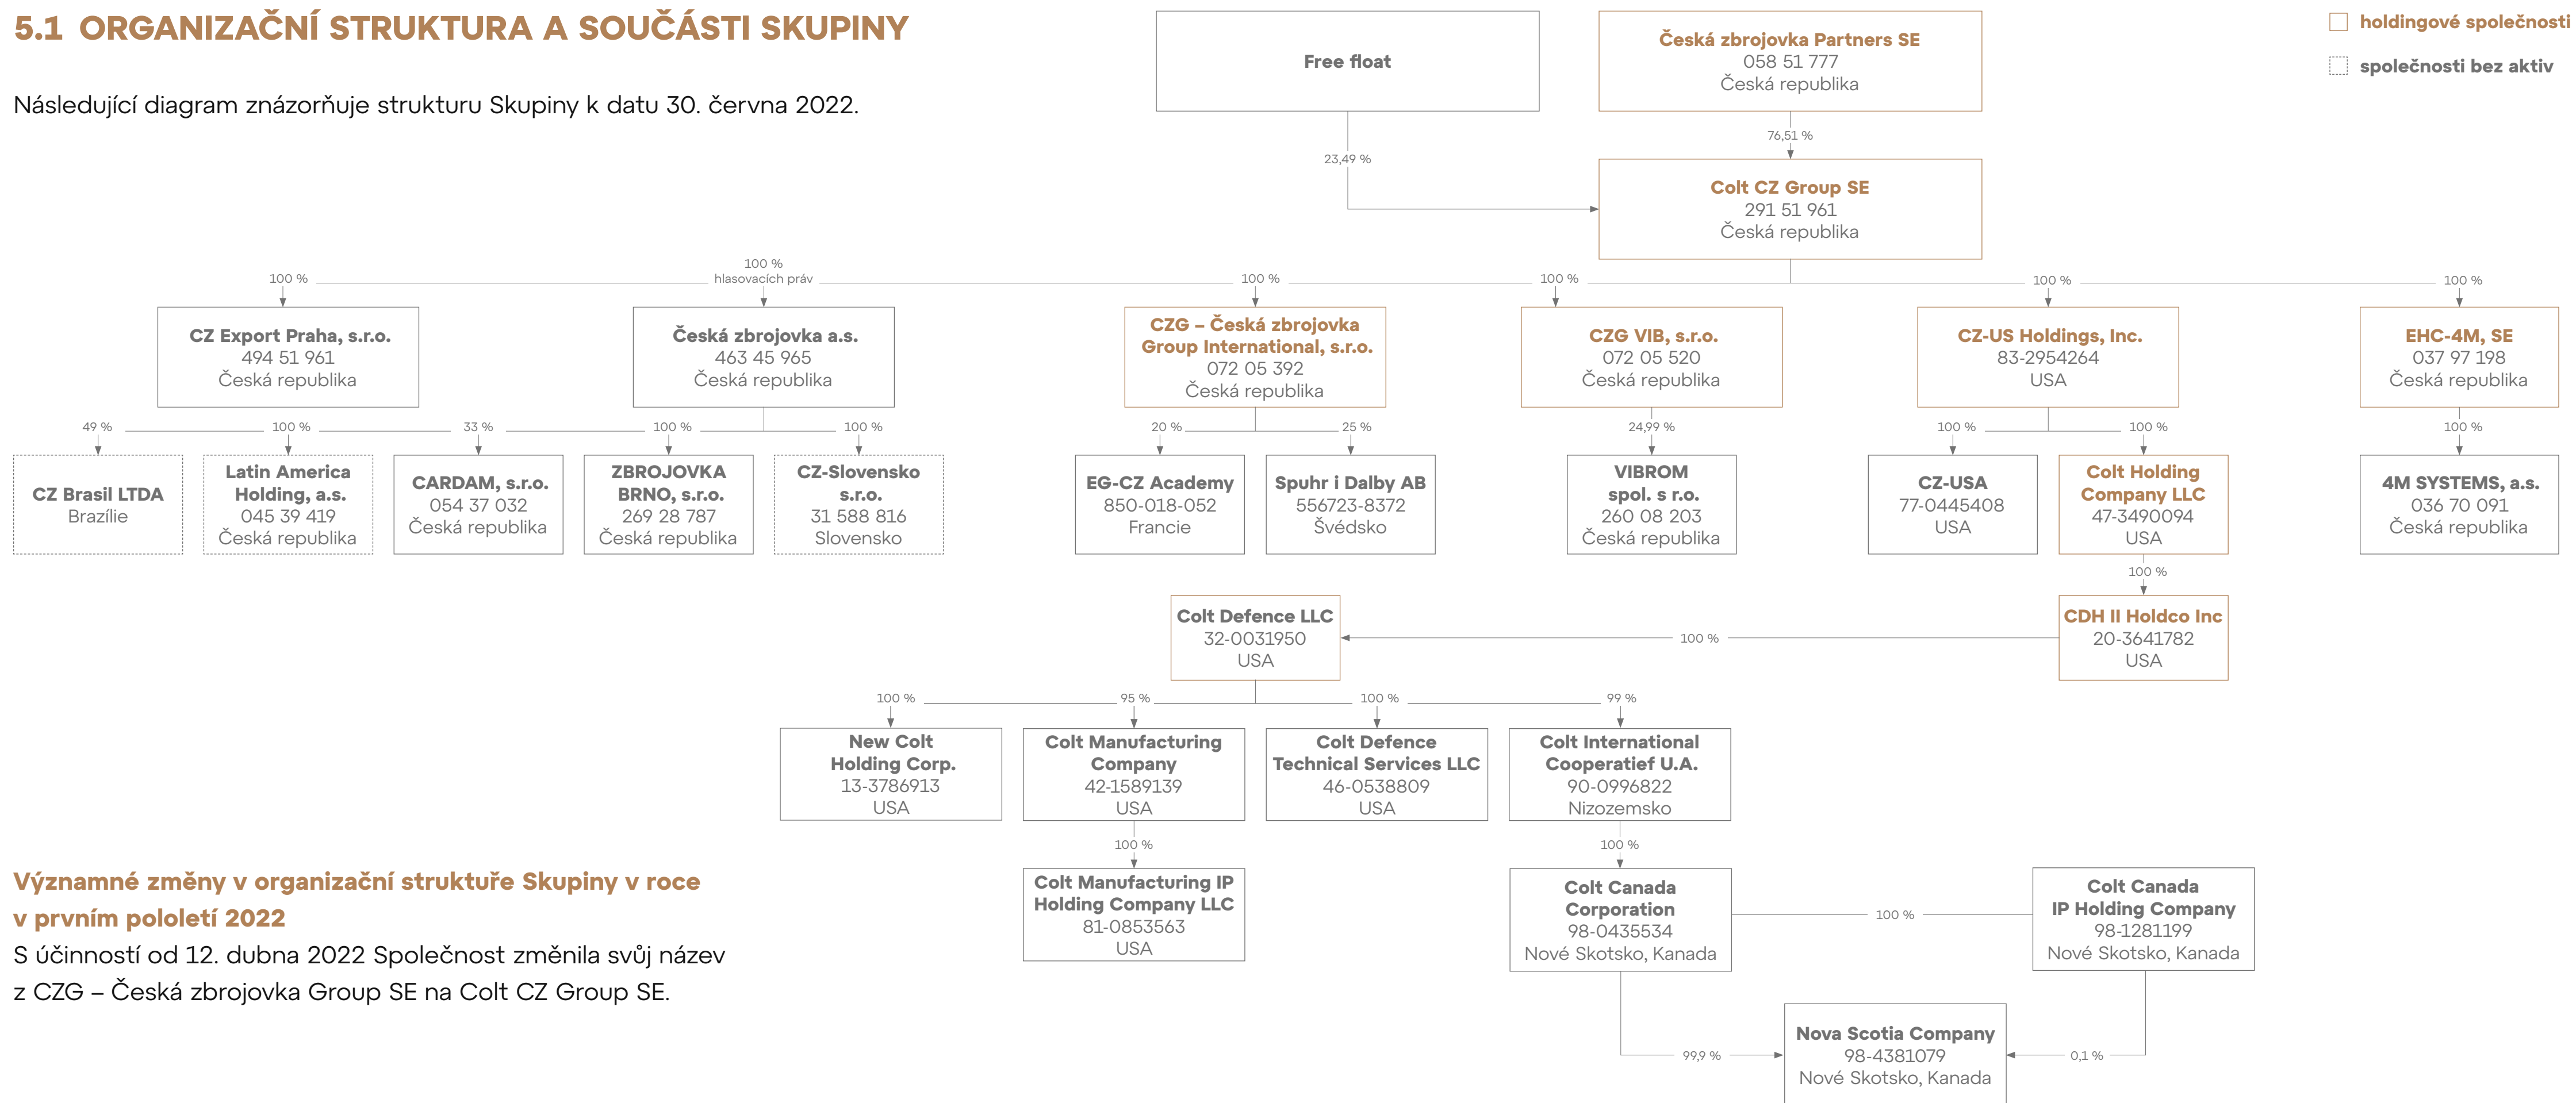 5.1 ORGANIZAČNÍ STRUKTURA A SOUČÁSTI SKUPINY
Následující diagram znázorňuje strukturu Skupiny k datu 30. června 2022.
holdingové společnosti
společnosti bez aktiv
Free float
Česká zbrojovka Partners SE
058 51 777
Česká republika
76,51 %
23,49 %
Colt CZ Group SE
291 51 961
Česká republika
100 %
100 %
hlasovacích práv
100 %
100 %
100 %
100 %
CZ Export Praha, s.r.o.
494 51 961
Česká republika
Česká zbrojovka a.s.
463 45 965
Česká republika
CZG – Česká zbrojovka
Group International, s.r.o.
072 05 392
Česká republika
CZG VIB, s.r.o.
072 05 520
Česká republika
CZ-US Holdings, Inc.
83-2954264
USA
EHC-4M, SE
037 97 198
Česká republika
49 %
100 %
33 %
100 %
100 %
20 %
25 %
24,99 %
100 %
100 %
100 %
CZ Brasil LTDA
Brazílie
Latin America
Holding, a.s.
045 39 419
Česká republika
CARDAM, s.r.o.
054 37 032
Česká republika
ZBROJOVKA
BRNO, s.r.o.
269 28 787
Česká republika
CZ-Slovensko
s.r.o.
31 588 816
Slovensko
EG-CZ Academy
850-018-052
Francie
Spuhr i Dalby AB
556723-8372
Švédsko
VIBROM
spol. s r.o.
260 08 203
Česká republika
CZ-USA
77-0445408
USA
Colt Holding
Company LLC
47-3490094
USA
4M SYSTEMS, a.s.
036 70 091
Česká republika
100 %
Colt Defence LLC
32-0031950
USA
100 %
CDH II Holdco Inc
20-3641782
USA
100 %
95 %
100 %
99 %
New Colt
Holding Corp.
13-3786913
USA
Colt Manufacturing
Company
42-1589139
USA
Colt Defence
Technical Services LLC
46-0538809
USA
Colt International
Cooperatief U.A.
90-0996822
Nizozemsko
100 %
100 %
Colt Manufacturing IP
Holding Company LLC
81-0853563
USA
Colt Canada
Corporation
98-0435534
Nové Skotsko, Kanada
100 %
Colt Canada
IP Holding Company
98-1281199
Nové Skotsko, Kanada
99,9 %
Nova Scotia Company
98-4381079
Nové Skotsko, Kanada
0,1 %
Významné změny v organizační struktuře Skupiny v roce
v prvním pololetí 2022
S účinností od 12. dubna 2022 Společnost změnila svůj název
z CZG – Česká zbrojovka Group SE na Colt CZ Group SE.